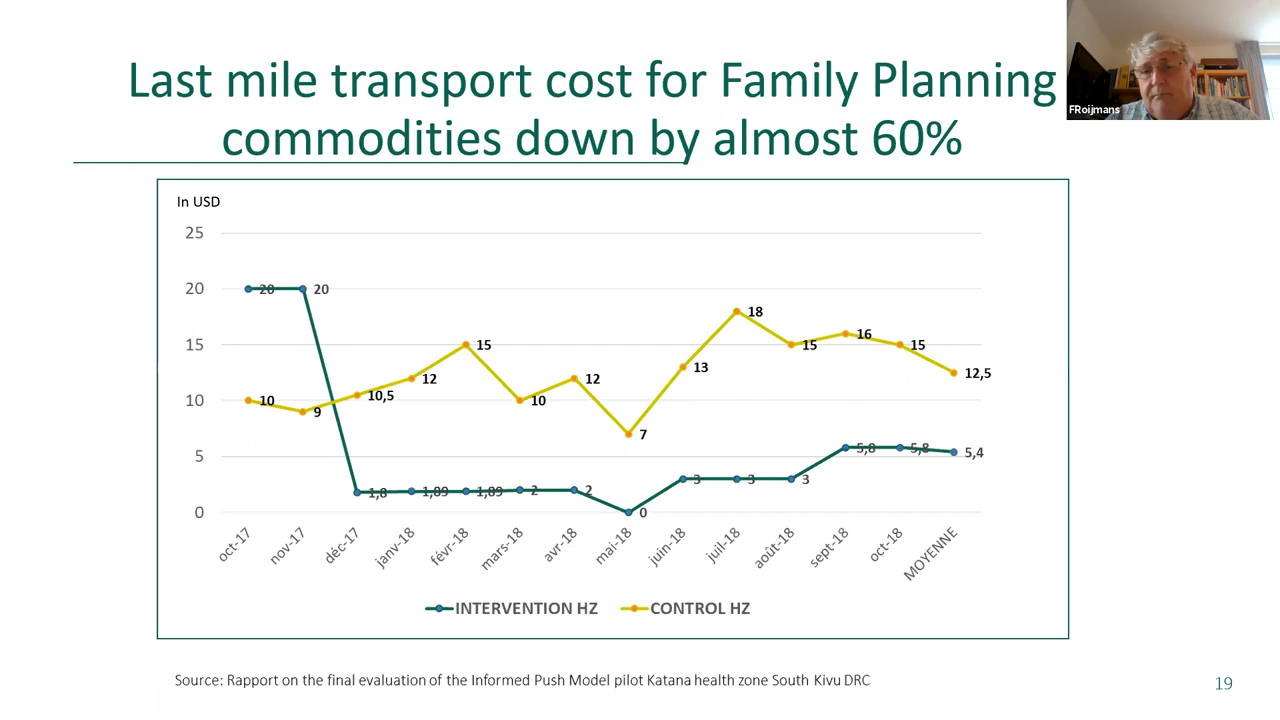 Last mile transport cost for Family Planning
commodities down by almost 60%
FRoijmans
In USD
25
20
15
10
5
0
20
20
1,8
1,89
1,89
2
2
0
3
3
3
5,8
5,8
5,4
10
9
10,5
12
15
10
12
7
13
18
15
16
15
12,5
oct-17
nov-17
déc-17
janv-18
févr-18
mars-18
avr-18
mai-18
juin-18
juil-18
août-18
sept-18
oct-18
MOYENNE
INTERVENTION HZ
CONTROL HZ
Source: Rapport on the final evaluation of the Informed Push Model pilot Katana health zone South Kivu DRC
19